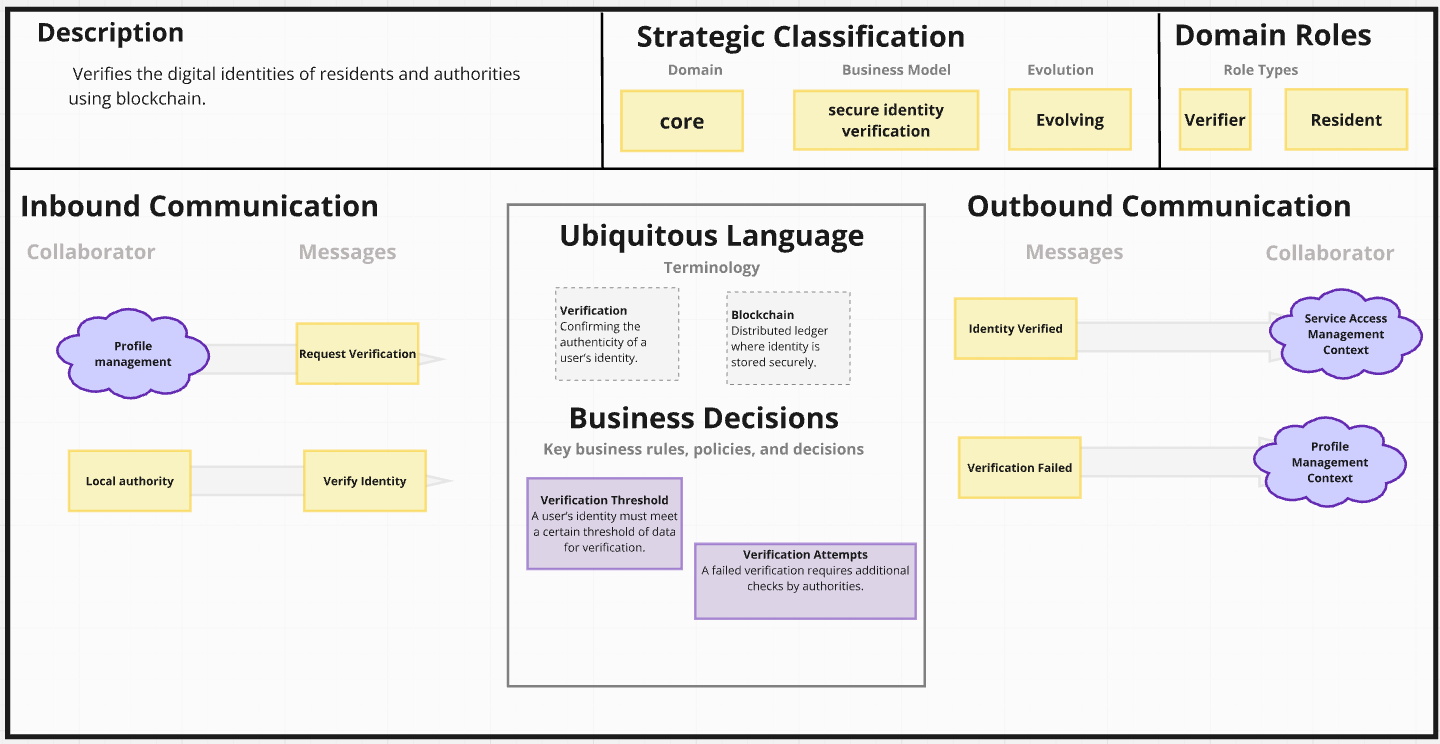 Description
Verifies the digital identities of residents and authorities
using blockchain.
Strategic Classification
Domain
Business Model
Evolution
core
secure identity
verification
Evolving
Domain Roles
Role Types
Verifier
Resident
Inbound Communication
Collaborator
Messages
Profile
management
Request Verification
Local authority
Verify Identity
Ubiquitous Language
Terminology
Verification
Confirming the
authenticity of a
user's identity.
Blockchain
Distributed ledger
where identity is
stored securely.
Business Decisions
Key business rules, policies, and decisions
Verification Threshold
A user's identity must meet
a certain threshold of data
for verification.
Verification Attempts
A failed verification requires additional
checks by authorities.
Outbound Communication
Messages
Collaborator
Identity Verified
Service Access
Management
Context
Verification Failed
Profile
Management
Context